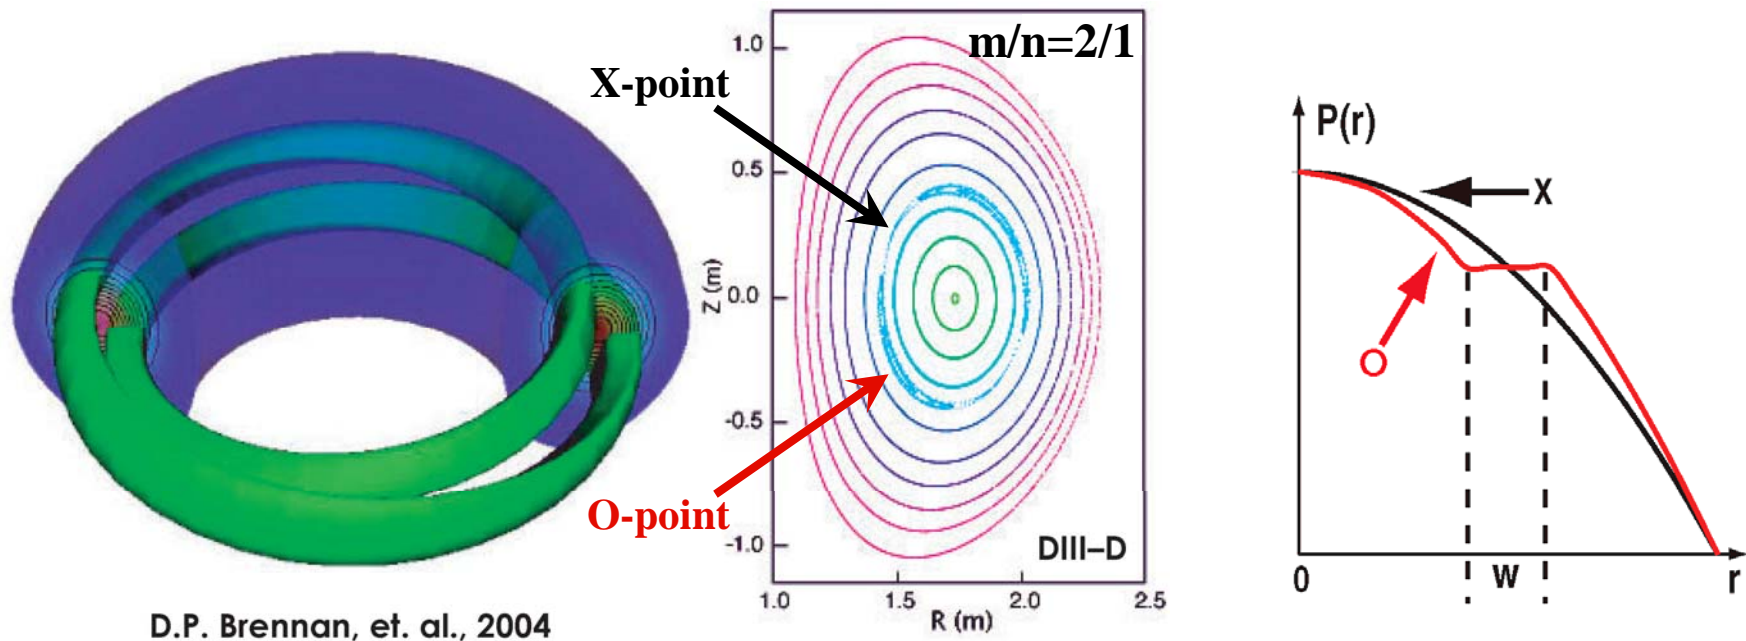 D.P. Brennan, et. al., 2004
X-point
O-point
m/n=2/1
DIII–D
1.0
0.5
0.0
-0.5
-1.0
Z (m)
1.0
1.5
2.0
2.5
R (m)
P(r)
X
O
0
W
r